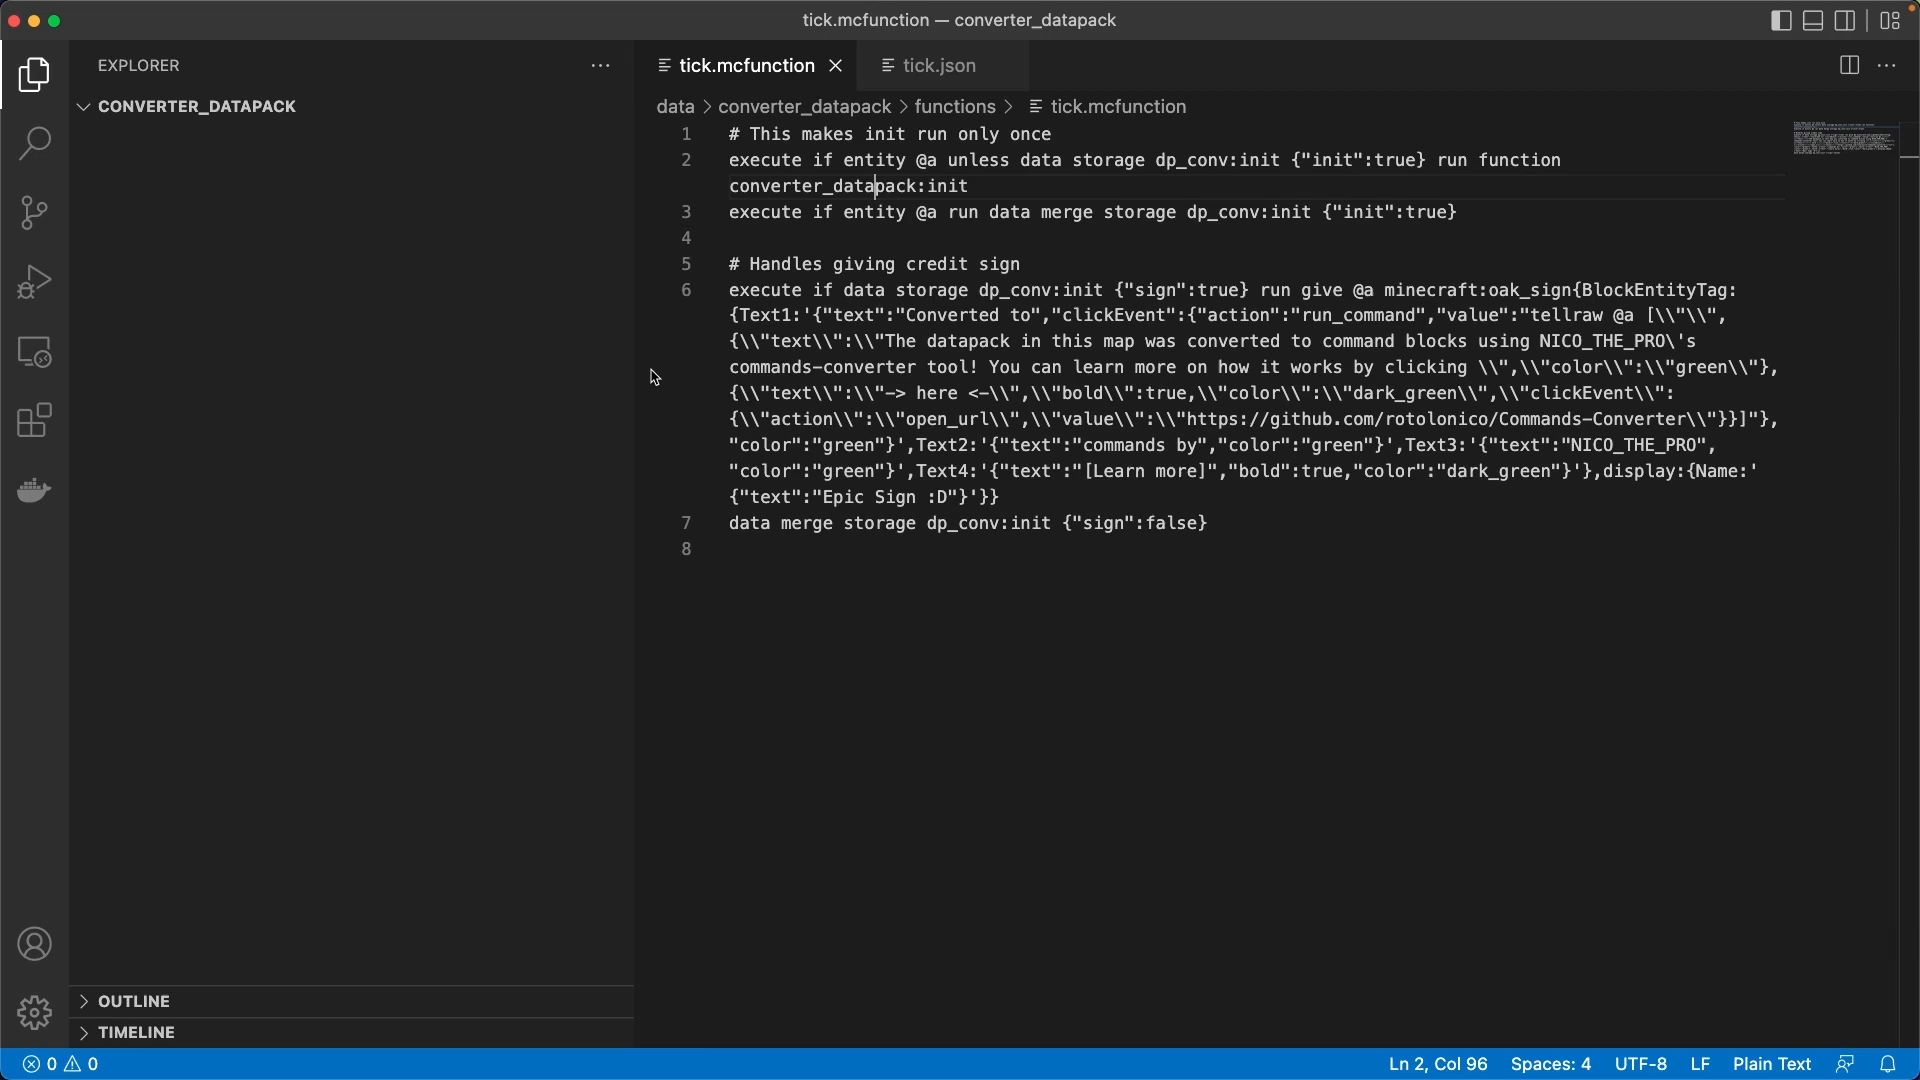 tick.mcfunction — converter_datapack
EXPLORER
CONVERTER_DATAPACK
tick.mcfunction
tick.json
data > converter_datapack > functions > tick.mcfunction
1 # This makes init run only once
2 execute if entity @a unless data storage dp_conv:init {"init":true} run function
converter_datapack:init
3 execute if entity @a run data merge storage dp_conv:init {"init":true}
4
5 # Handles giving credit sign
6 execute if data storage dp_conv:init {"sign":true} run give @a minecraft:oak_sign{BlockEntityTag:
{Text1:'{"text":"Converted to","clickEvent":{"action":"run_command","value":"tellraw @a [\\"\\",
{\\"text\\":\\"The datapack in this map was converted to command blocks using NICO_THE_PRO\'s
commands-converter tool! You can learn more on how it works by clicking \\",\\"color\\":\\"green\\"},
{\\"text\\":\\"-> here <-\\",\\"bold\\":true,\\"color\\":\\"dark_green\\",\\"clickEvent\\":
{\\"action\\":\\"open_url\\",\\"value\\":\\"https://github.com/rotolonico/Commands-Converter\\"}}]"},
"color":"green"}',Text2:'{"text":"commands by","color":"green"}',Text3:'{"text":"NICO_THE_PRO",
"color":"green"}',Text4:'{"text":"[Learn more]","bold":true,"color":"dark_green"}'},display:{Name:'
{"text":"Epic Sign :D"}'}}
7 data merge storage dp_conv:init {"sign":false}
8
OUTLINE
TIMELINE
0 0
Ln 2, Col 96 Spaces: 4 UTF-8 LF Plain Text